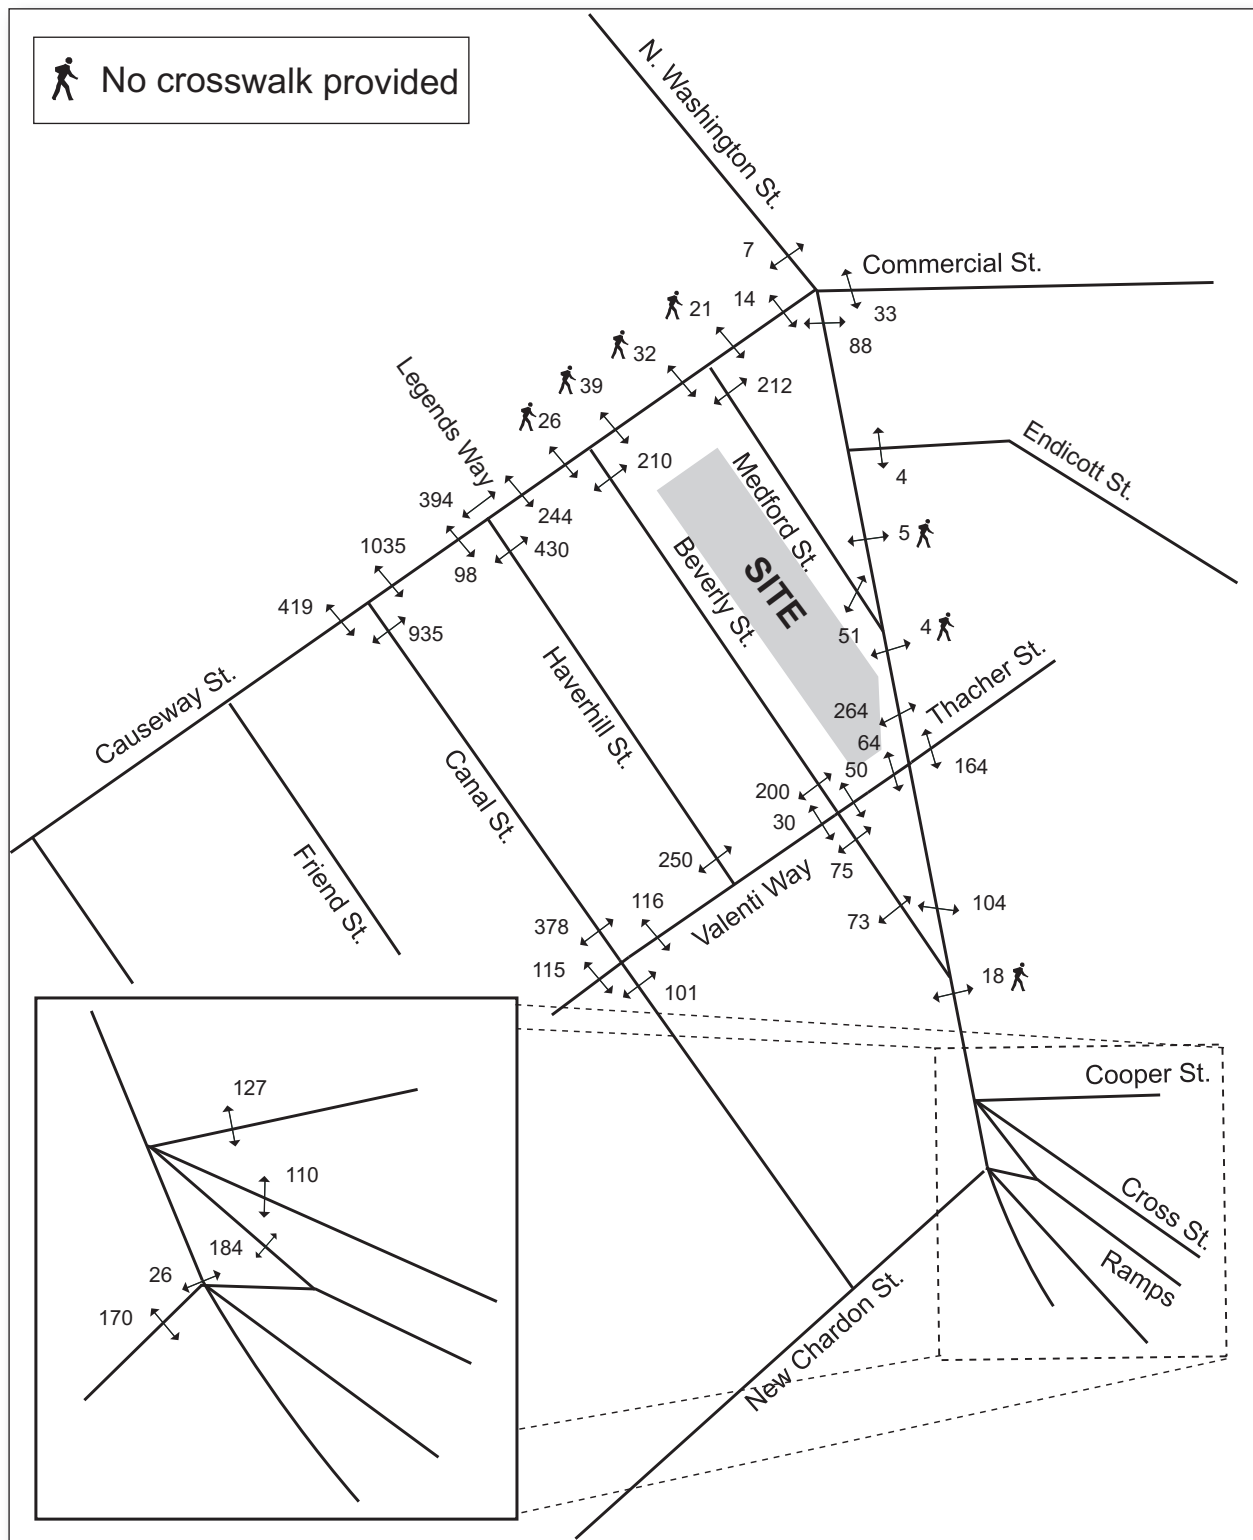 No crosswalk provided
N. Washington St.
7
Commercial St.
14
33
21
88
32
212
39
Legends Way
26
210
Endicott St.
4
394
244
Medford St.
5
1035
430
98
Beverly St.
SITE
419
935
51
4
Thacher St.
Causeway St.
Haverhill St.
264
64
50
164
Canal St.
200
30
Friend St.
250
75
Valenti Way
116
73
104
378
115
101
18
Cooper St.
127
110
184
26
170
Cross St.
Ramps
New Chardon St.